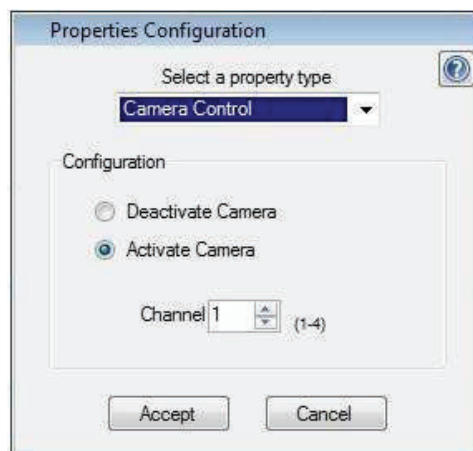 Properties Configuration
Select a property type
?
Camera Control
Configuration
Deactivate Camera
Activate Camera
Channel 1 (1-4)
Accept Cancel